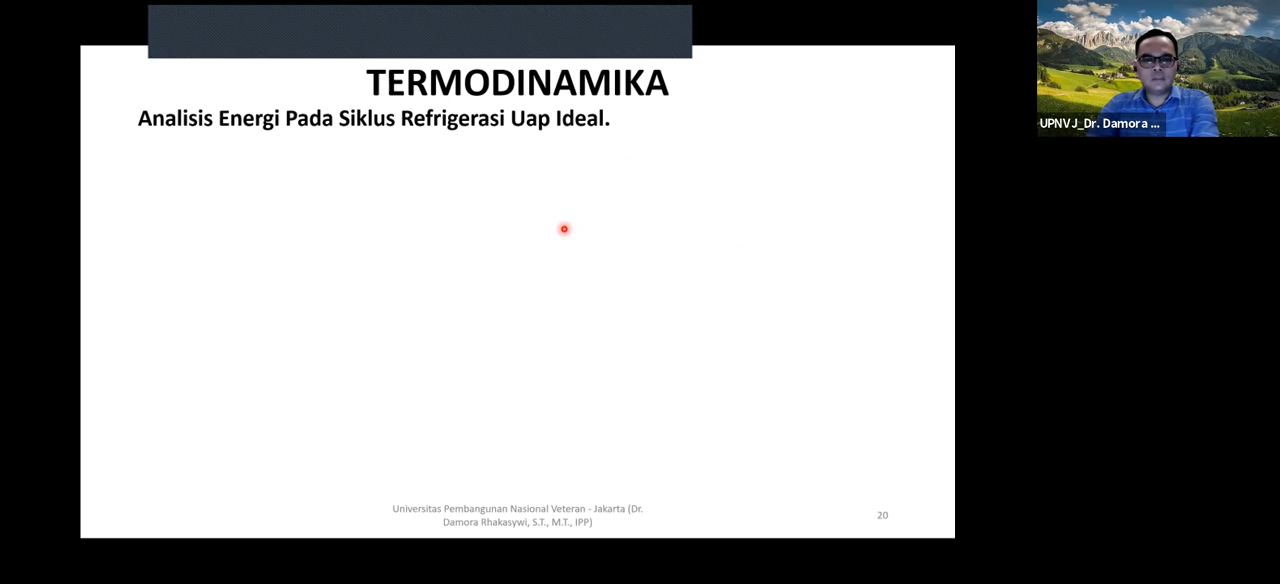 TERMODINAMIKA
Analisis Energi Pada Siklus Refrigerasi Uap Ideal.
UPNVJ_Dr. Damora ...
Universitas Pembangunan Nasional Veteran - Jakarta (Dr.
Damora Rhakasywi, S.T., M.T., IPP)
20